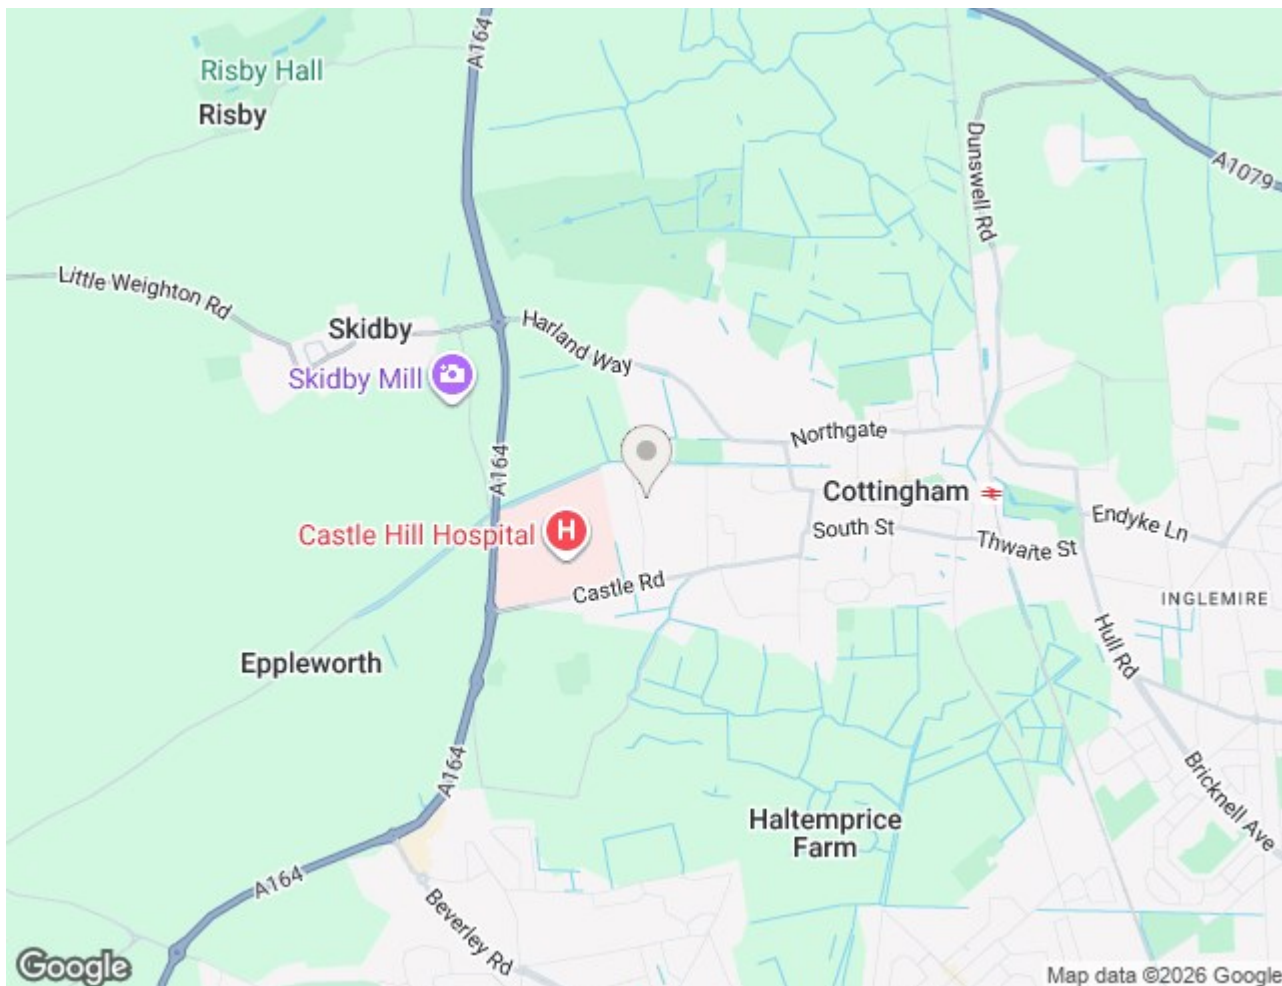 A164
Risby Hall
Risby
A1079
Dunswell Rd
Little Weighton Rd
Skidby
Harland Way
Skidby Mill
Northgate
A164
Cottingham
Castle Hill Hospital
H
South St
Thwaite St
Endyke Ln
Castle Rd
INGLEMIRE
Hull Rd
Eppleworth
A164
Bricknell Ave
Haltemprice
Farm
A164
Beverley Rd
Google
Map data ©2026 Google